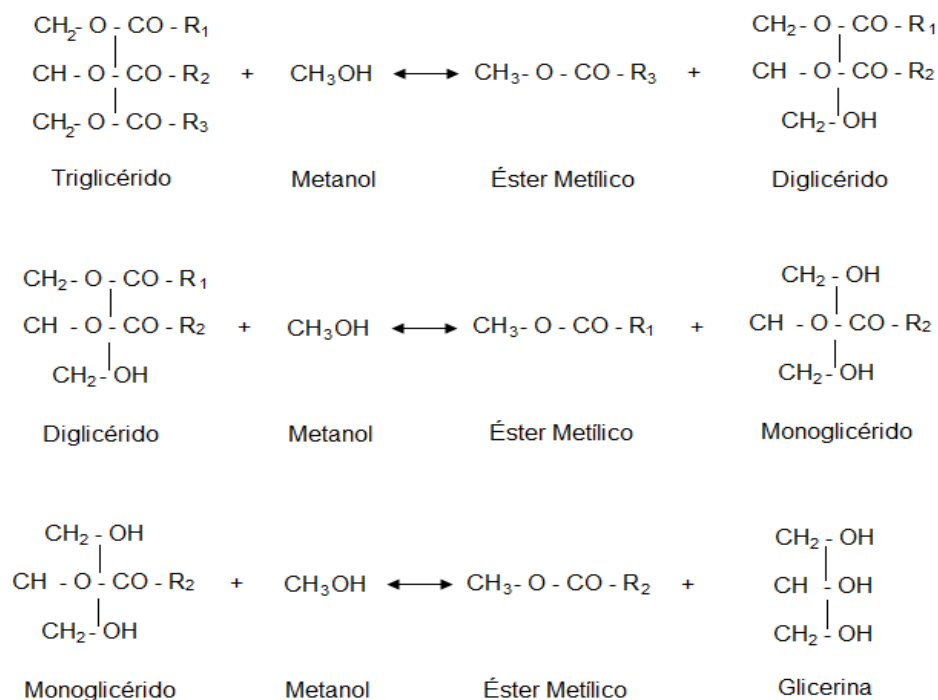 CH₂- O - CO - R₁ CH₂- O - CO - R₁
CH - O - CO - R₂ + CH₃OH ⟷ CH₃- O - CO - R₃ + CH - O - CO - R₂
CH₂- O - CO - R₃ CH₂- OH
Triglicérido Metanol Éster Metílico Diglicérido
CH₂- O - CO - R₁ CH₂ - OH
CH - O - CO - R₂ + CH₃OH ⟷ CH₃- O - CO - R₁ + CH - O - CO - R₂
CH₂- OH CH₂ - OH
Diglicérido Metanol Éster Metílico Monoglicérido
CH₂ - OH CH₂ - OH
CH - O - CO - R₂ + CH₃OH ⟷ CH₃- O - CO - R₂ + CH - OH
CH₂ - OH CH₂ - OH
Monoglicérido Metanol Éster Metílico Glicerina